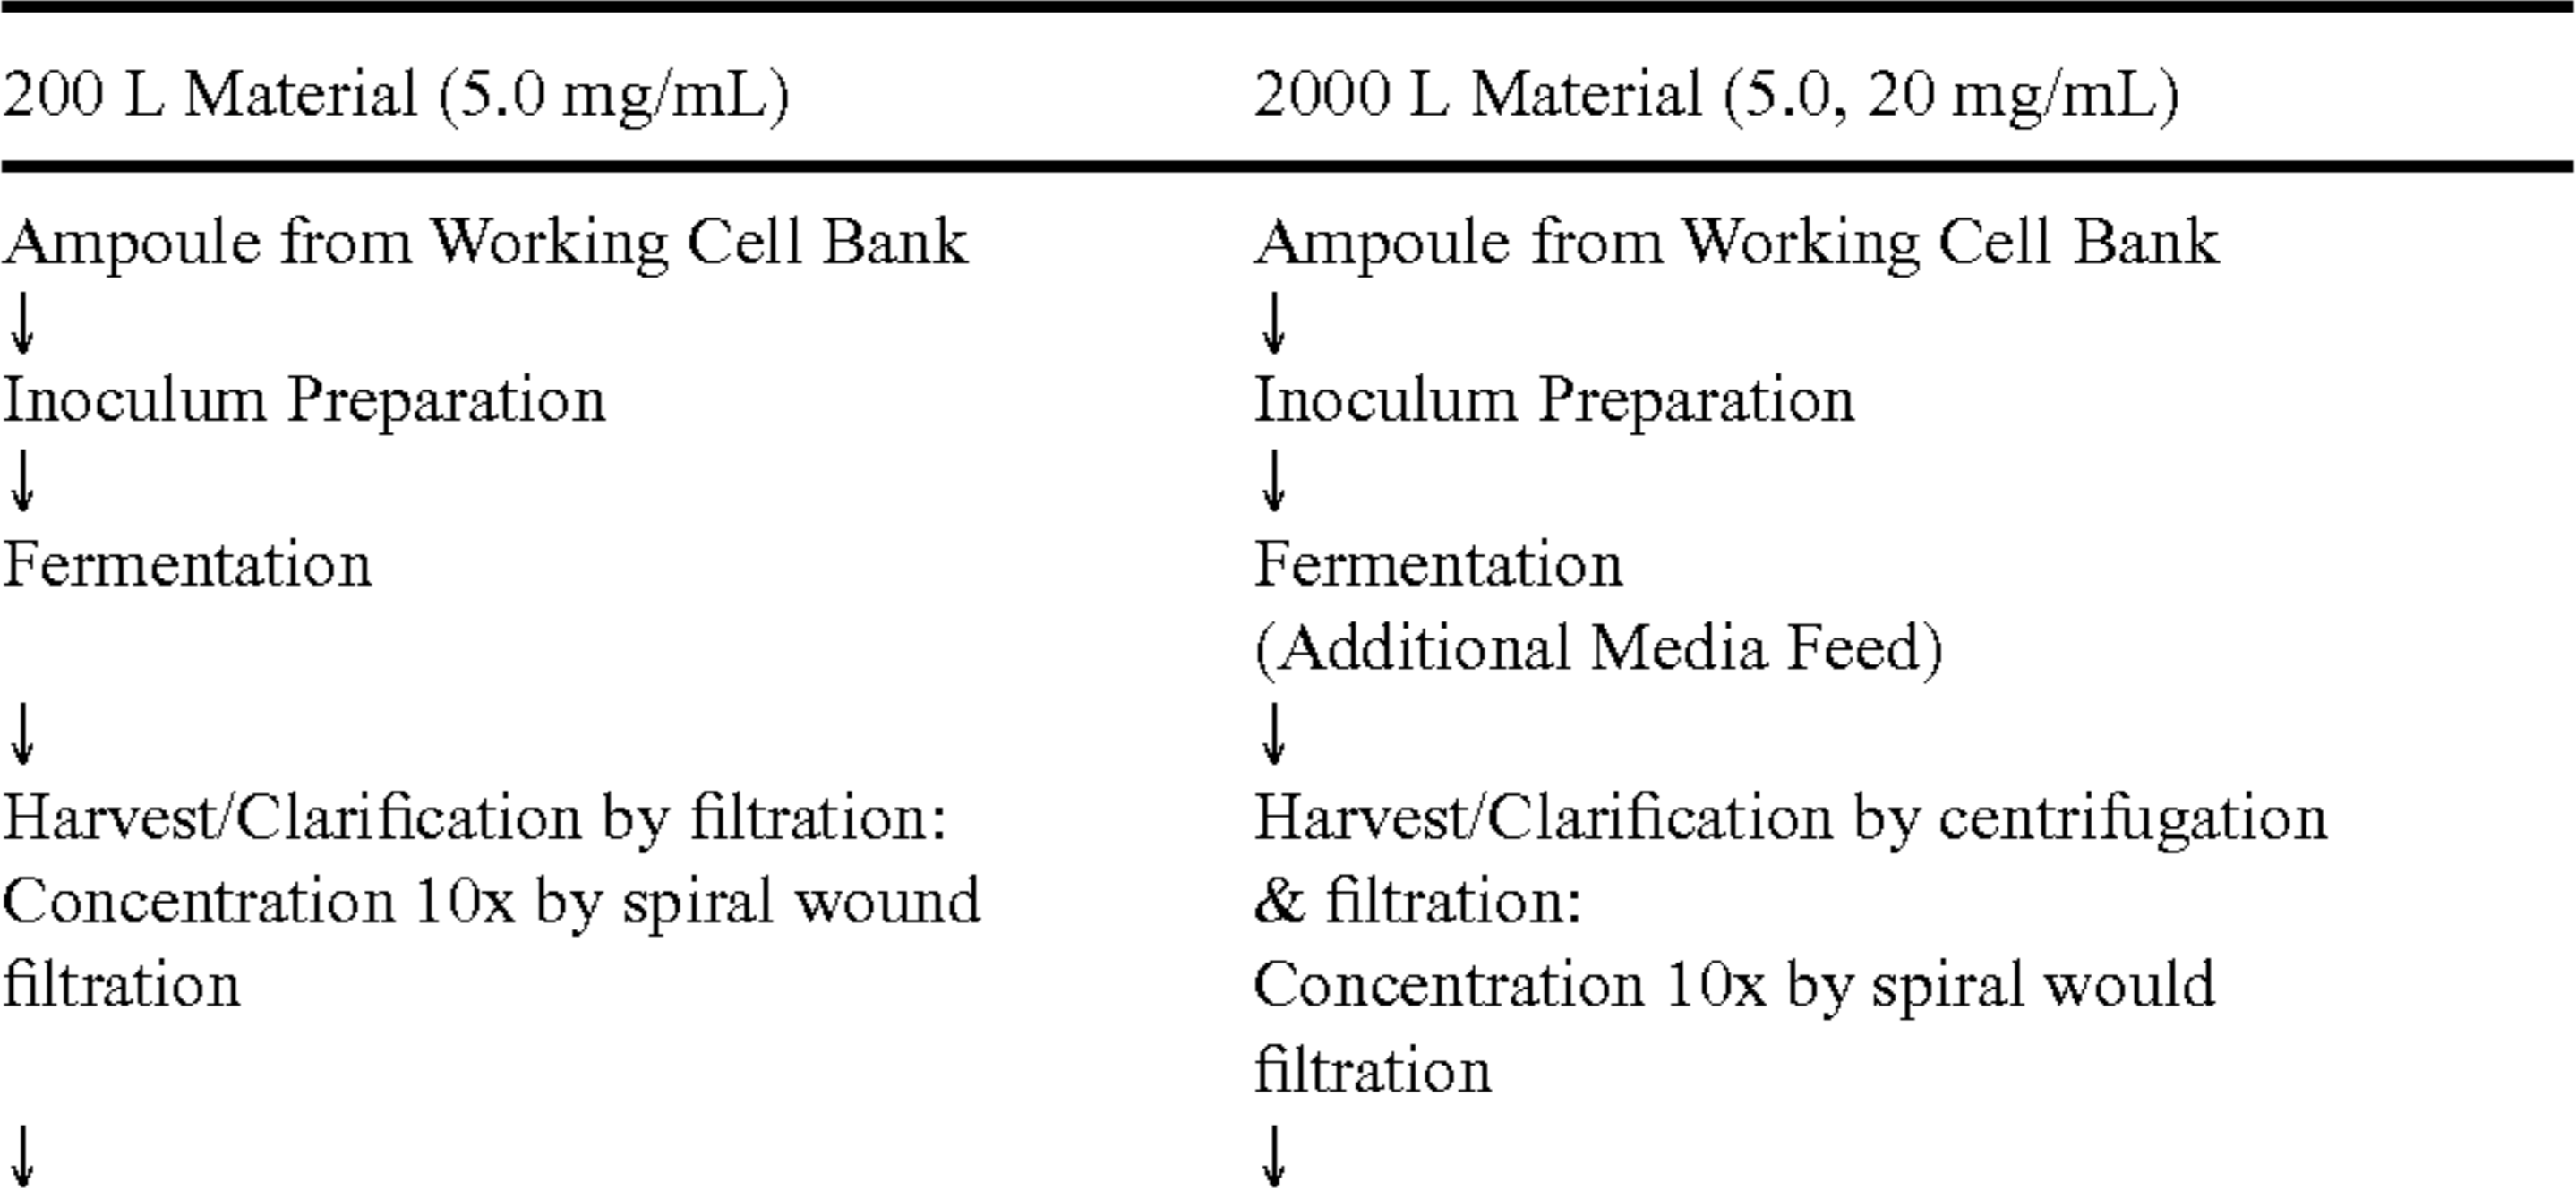 200 L Material (5.0 mg/mL) 2000 L Material (5.0, 20 mg/mL)
Ampoule from Working Cell Bank Ampoule from Working Cell Bank
↓ ↓
Inoculum Preparation Inoculum Preparation
↓ ↓
Fermentation Fermentation
(Additional Media Feed)
↓ ↓
Harvest/Clarification by filtration: Harvest/Clarification by centrifugation
Concentration 10x by spiral wound & filtration:
filtration Concentration 10x by spiral would
filtration
↓ ↓